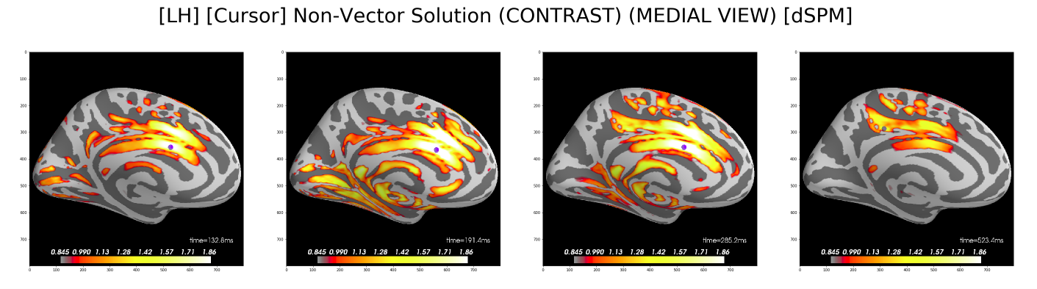 [LH] [Cursor] Non-Vector Solution (CONTRAST) (MEDIAL VIEW) [dSPM]
time=132.8ms
0.845 0.990 1.13 1.28 1.42 1.57 1.71 1.86
time=191.4ms
0.845 0.990 1.13 1.28 1.42 1.57 1.71 1.86
time=285.2ms
0.845 0.990 1.13 1.28 1.42 1.57 1.71 1.86
time=523.4ms
0.845 0.990 1.13 1.28 1.42 1.57 1.71 1.86